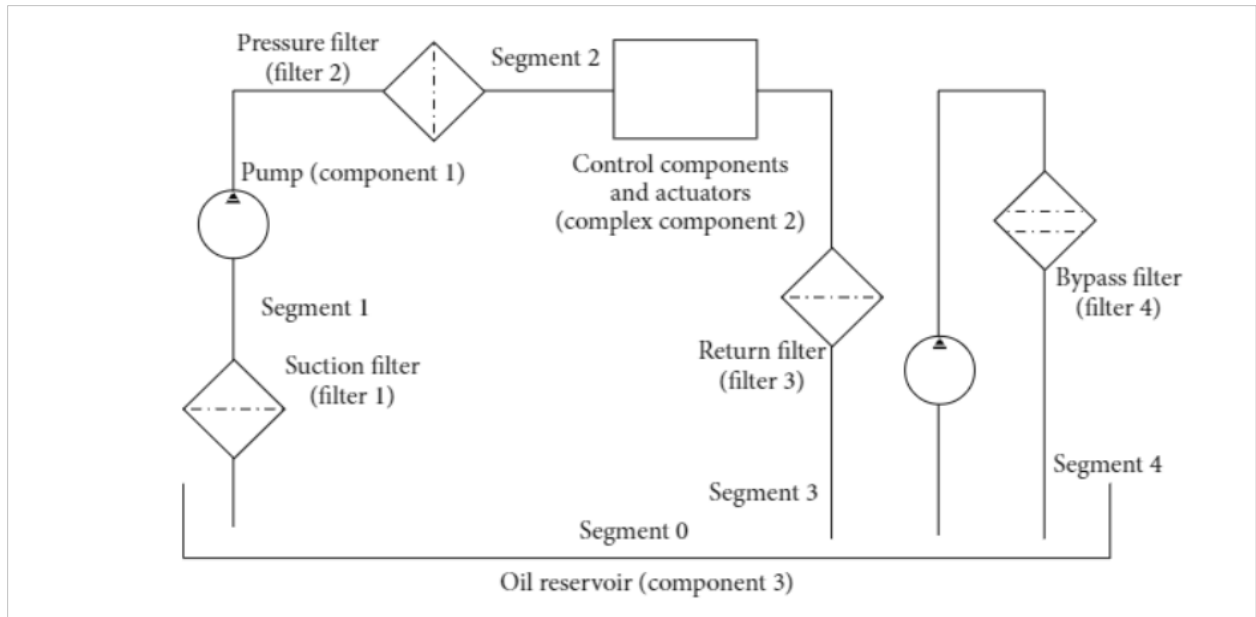 Pressure filter
(filter 2)
Segment 2
Pump (component 1)
Control components
and actuators
(complex component 2)
Segment 1
Suction filter
(filter 1)
Return filter
(filter 3)
Bypass filter
(filter 4)
Segment 4
Segment 3
Segment 0
Oil reservoir (component 3)